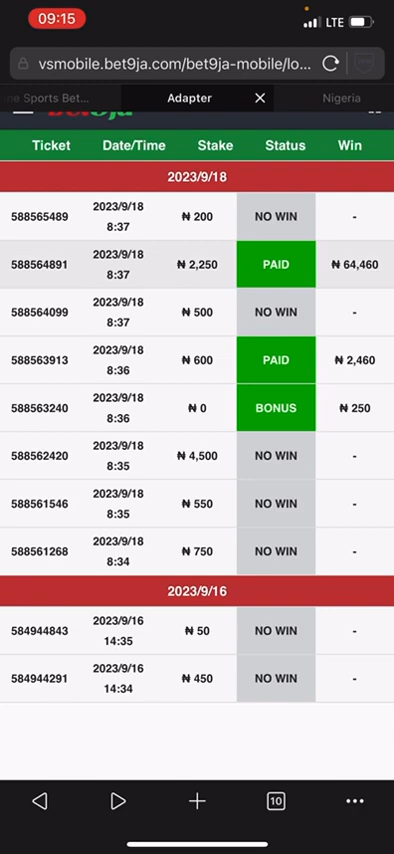 09:15
LTE
vsmobile.bet9ja.com/bet9ja-mobile/lo...
ne Sports Bet...
Adapter
Nigeria
Ticket Date/Time Stake Status Win
2023/9/18
588565489 2023/9/18 8:37 ₦ 200 NO WIN -
588564891 2023/9/18 8:37 ₦ 2,250 PAID ₦ 64,460
588564099 2023/9/18 8:37 ₦ 500 NO WIN -
588563913 2023/9/18 8:36 ₦ 600 PAID ₦ 2,460
588563240 2023/9/18 8:36 ₦ 0 BONUS ₦ 250
588562420 2023/9/18 8:35 ₦ 4,500 NO WIN -
588561546 2023/9/18 8:35 ₦ 550 NO WIN -
588561268 2023/9/18 8:34 ₦ 750 NO WIN -
2023/9/16
584944843 2023/9/16 14:35 ₦ 50 NO WIN -
584944291 2023/9/16 14:34 ₦ 450 NO WIN -
10